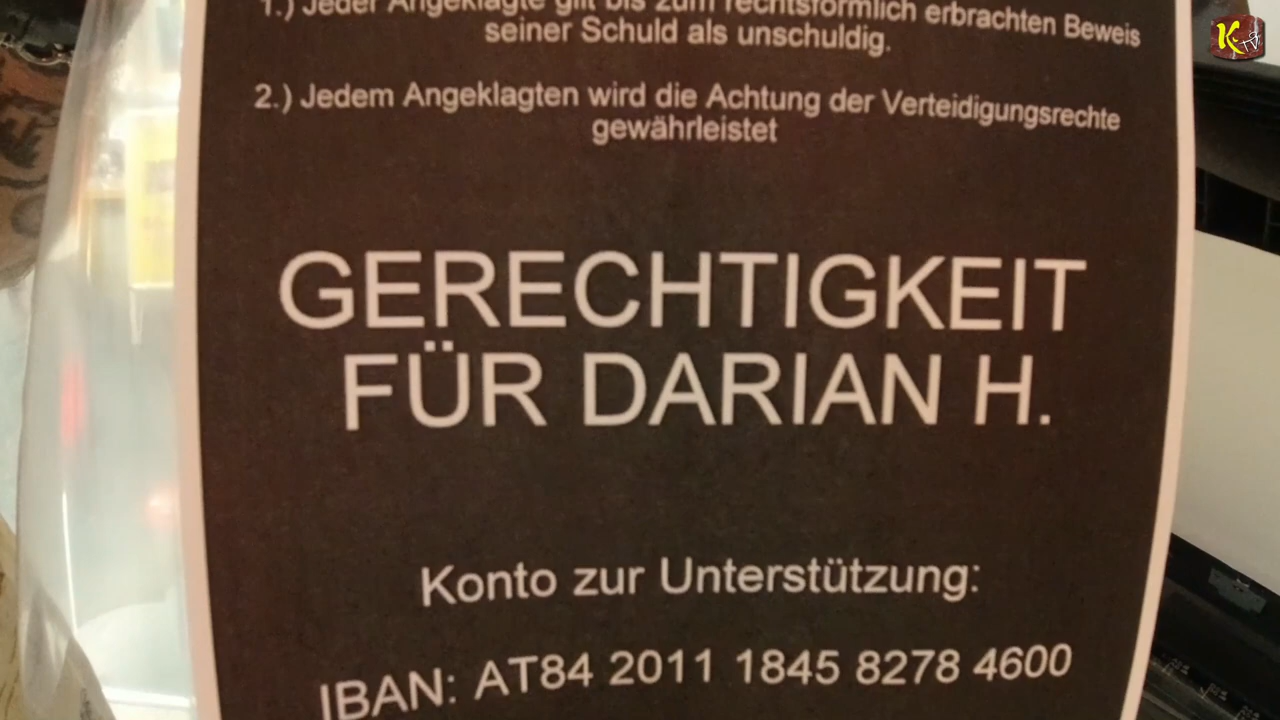 1.) Jeder Angeklagte gilt bis zum rechtsförmlich erbrachten Beweis
seiner Schuld als unschuldig.
2.) Jedem Angeklagten wird die Achtung der Verteidigungsrechte
gewährleistet
GERECHTIGKEIT
FÜR DARIAN H.
Konto zur Unterstützung:
IBAN: AT84 2011 1845 8278 4600